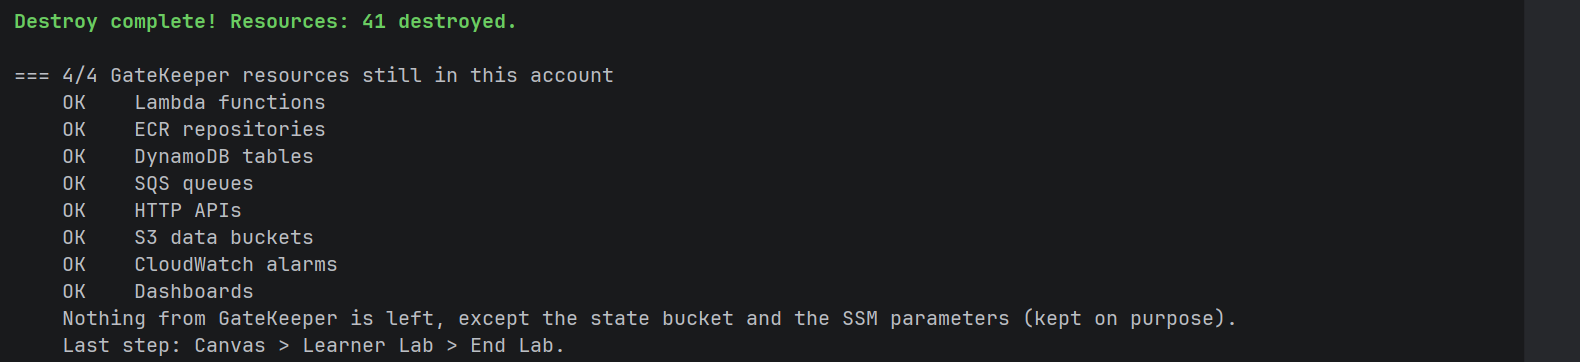 Destroy complete! Resources: 41 destroyed.
=== 4/4 GateKeeper resources still in this account
OK    Lambda functions
OK    ECR repositories
OK    DynamoDB tables
OK    SQS queues
OK    HTTP APIs
OK    S3 data buckets
OK    CloudWatch alarms
OK    Dashboards
Nothing from GateKeeper is left, except the state bucket and the SSM parameters (kept on purpose).
Last step: Canvas > Learner Lab > End Lab.